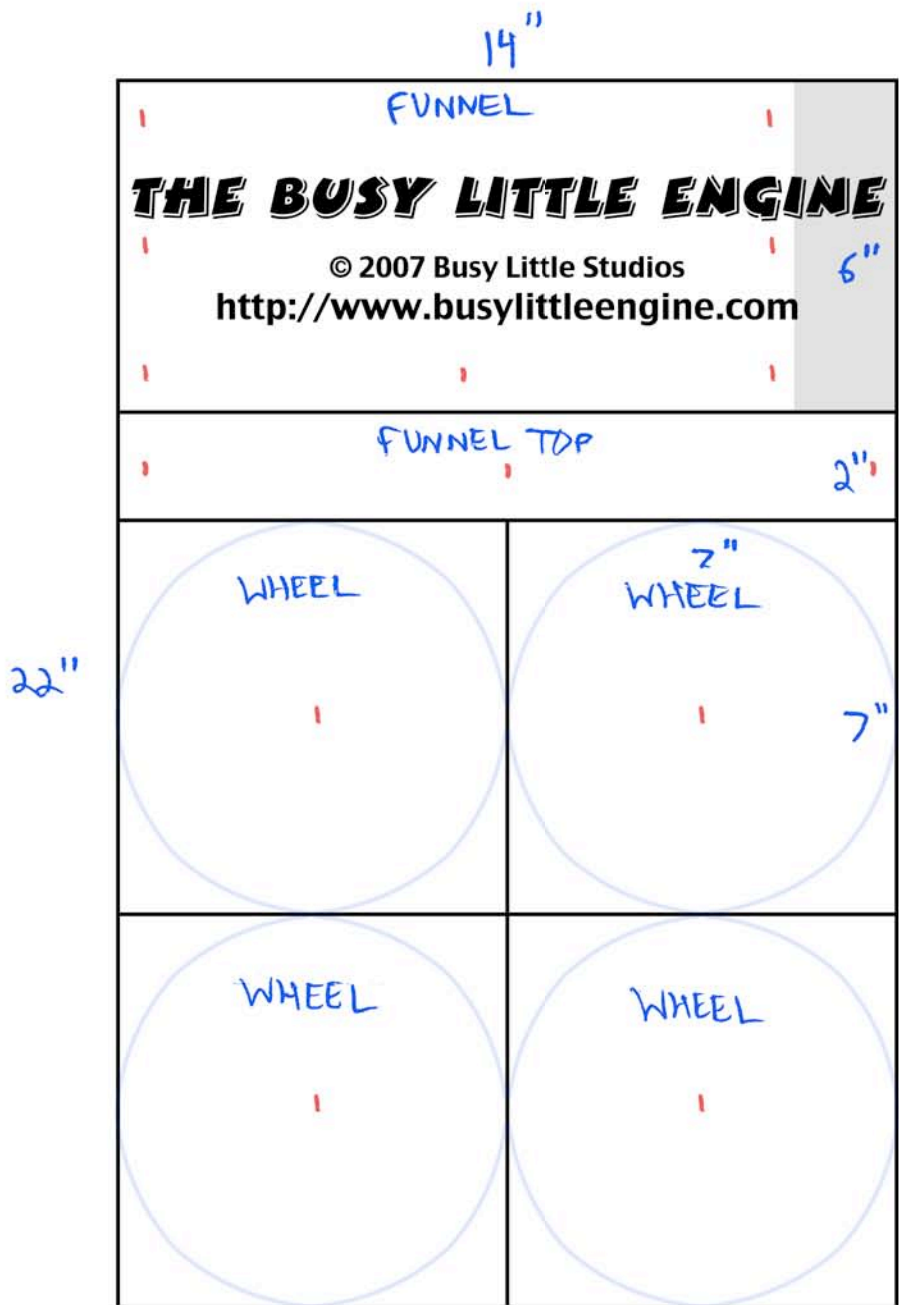 14"
FUNNEL
THE BUSY LITTLE ENGINE
6"
© 2007 Busy Little Studios
http://www.busylittleengine.com
FUNNEL TOP
2"
7"
WHEEL
WHEEL
22"
7"
WHEEL
WHEEL